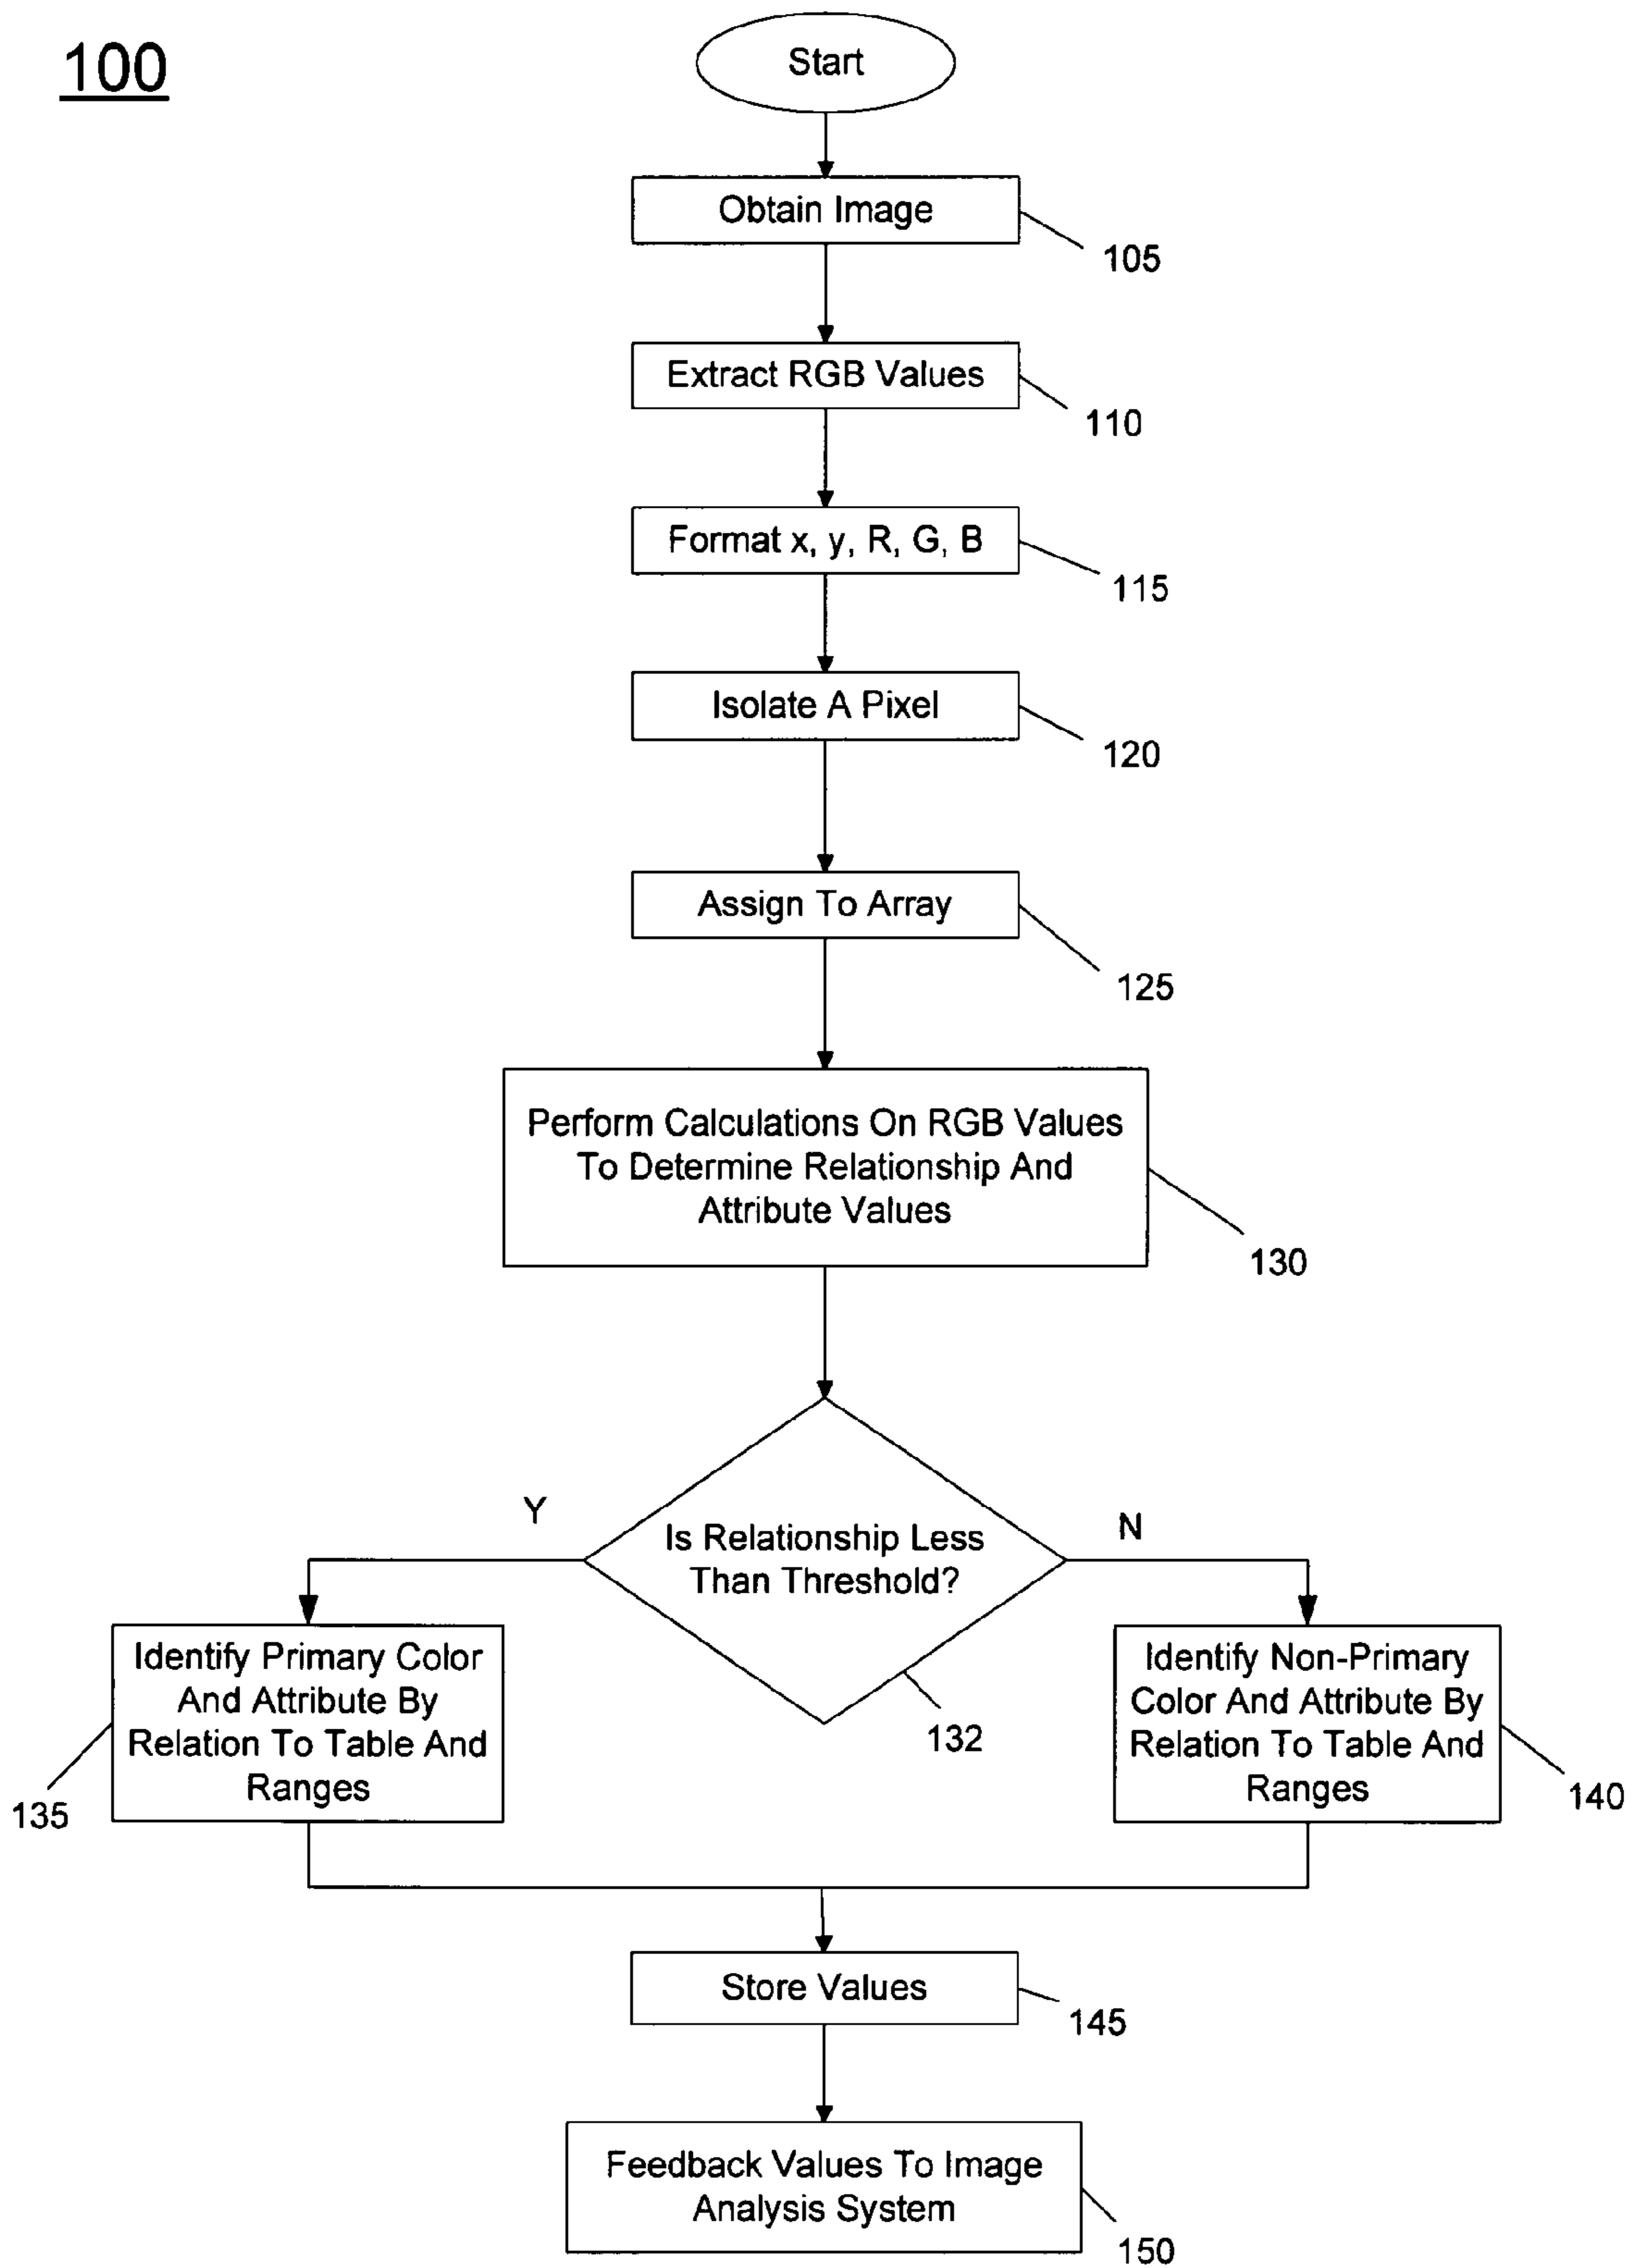 100
Start
Obtain Image
105
Extract RGB Values
110
Format x, y, R, G, B
115
Isolate A Pixel
120
Assign To Array
125
Perform Calculations On RGB Values
To Determine Relationship And
Attribute Values
130
Is Relationship Less
Than Threshold?
132
Y
N
Identify Primary Color
And Attribute By
Relation To Table And
Ranges
135
Identify Non-Primary
Color And Attribute By
Relation To Table And
Ranges
140
Store Values
145
Feedback Values To Image
Analysis System
150